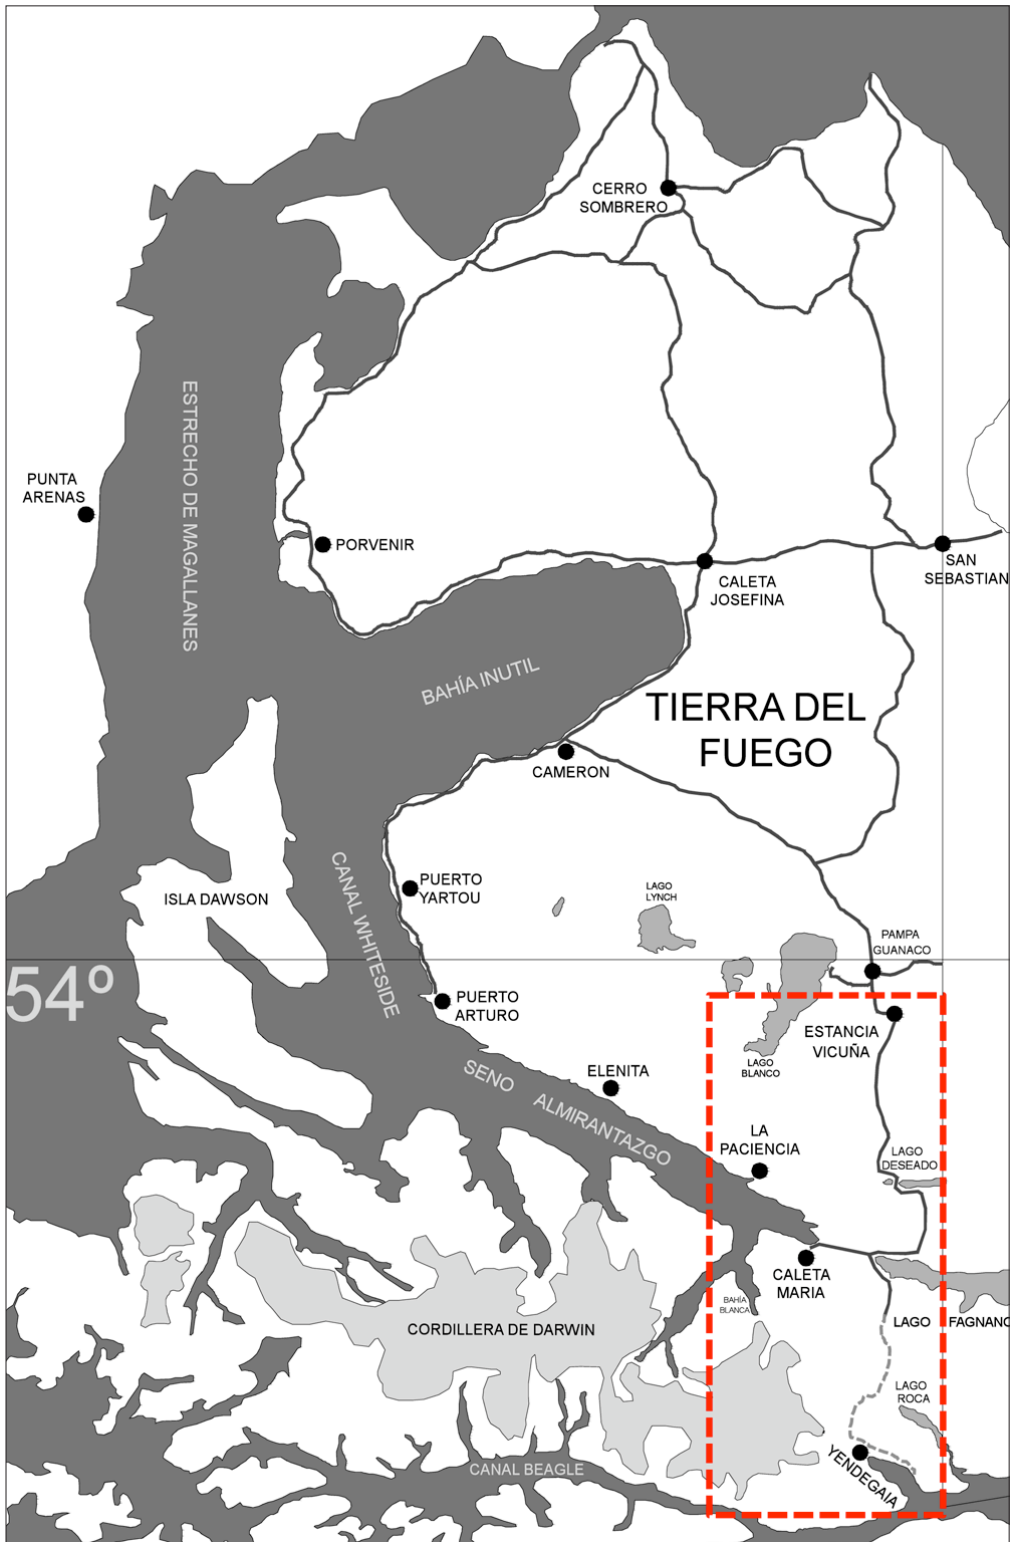 CERRO
SOMBRERO
ESTRECHO DE MAGALLANES
PUNTA
ARENAS
PORVENIR
SAN
SEBASTIAN
CALETA
JOSEFINA
BAHÍA INUTIL
TIERRA DEL
FUEGO
CAMERON
CANAL WHITESIDE
PUERTO
YARTOU
ISLA DAWSON
LAGO
LYNCH
PAMPA
GUANACO
54º
PUERTO
ARTURO
ESTANCIA
VICUÑA
LAGO
BLANCO
ELENITA
SENO ALMIRANTAZGO
LA
PACIENCIA
LAGO
DESEADO
CALETA
MARIA
BAHÍA
BLANCA
LAGO FAGNANO
CORDILLERA DE DARWIN
LAGO
ROCA
YENDEGAIA
CANAL BEAGLE